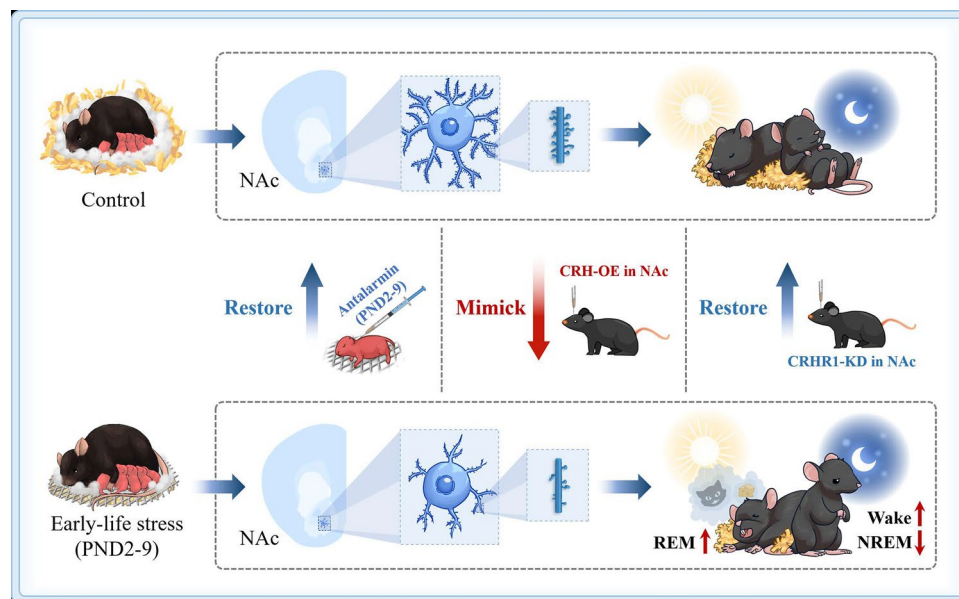 NAc
Control
Restore
Antalarmin
(PND2-9)
Mimick
CRH-OE in NAc
Restore
CRHR1-KD in NAc
Early-life stress
(PND2-9)
NAc
REM
Wake
NREM